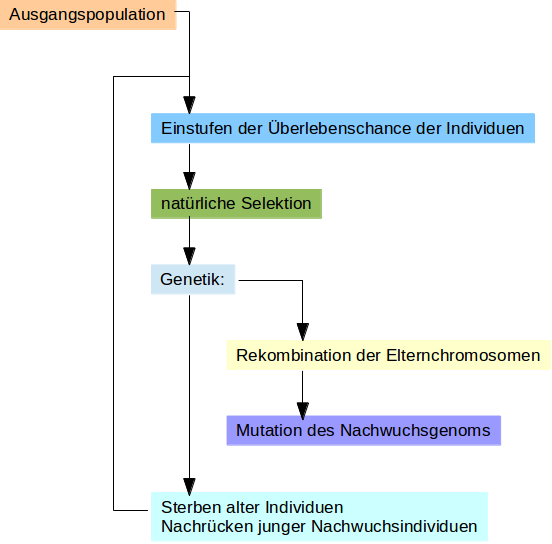 Ausgangspopulation
Einstufen der Überlebenschance der Individuen
natürliche Selektion
Genetik:
Rekombination der Elternchromosomen
Mutation des Nachwuchsgenoms
Sterben alter Individuen
Nachrücken junger Nachwuchsindividuen